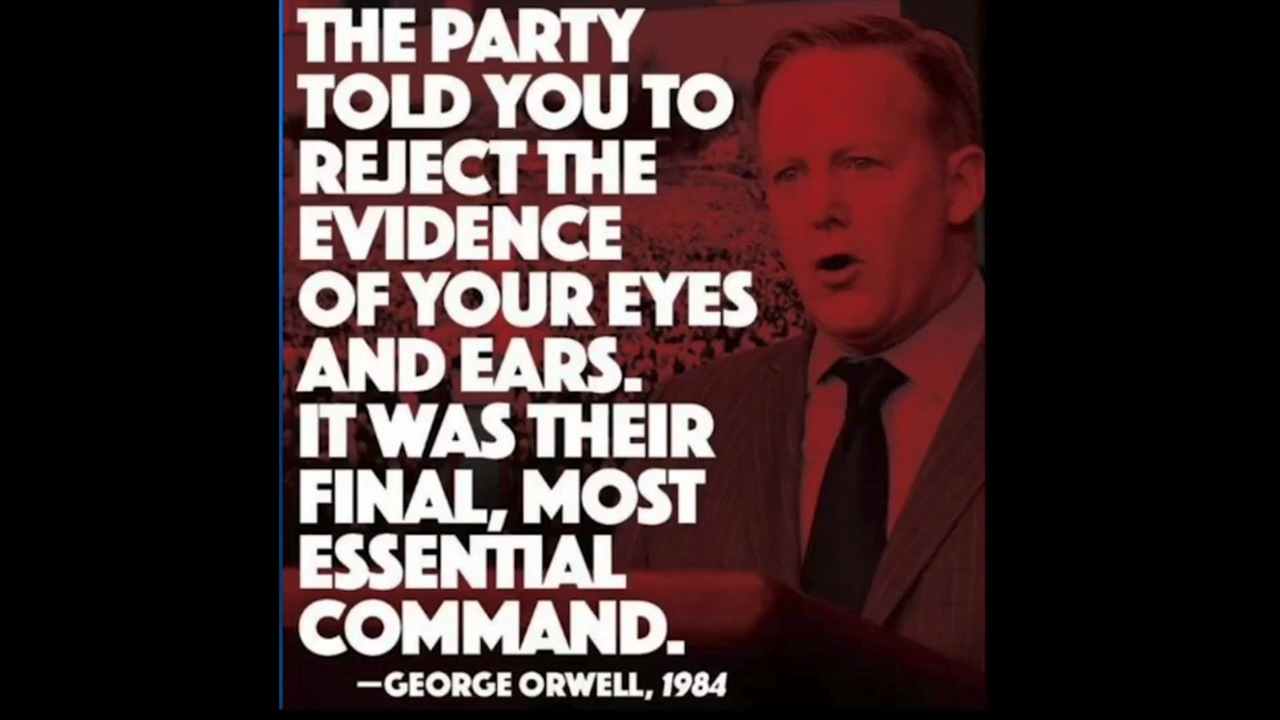 THE PARTY
TOLD YOU TO
REJECT THE
EVIDENCE
OF YOUR EYES
AND EARS.
IT WAS THEIR
FINAL, MOST
ESSENTIAL
COMMAND.
—GEORGE ORWELL, 1984